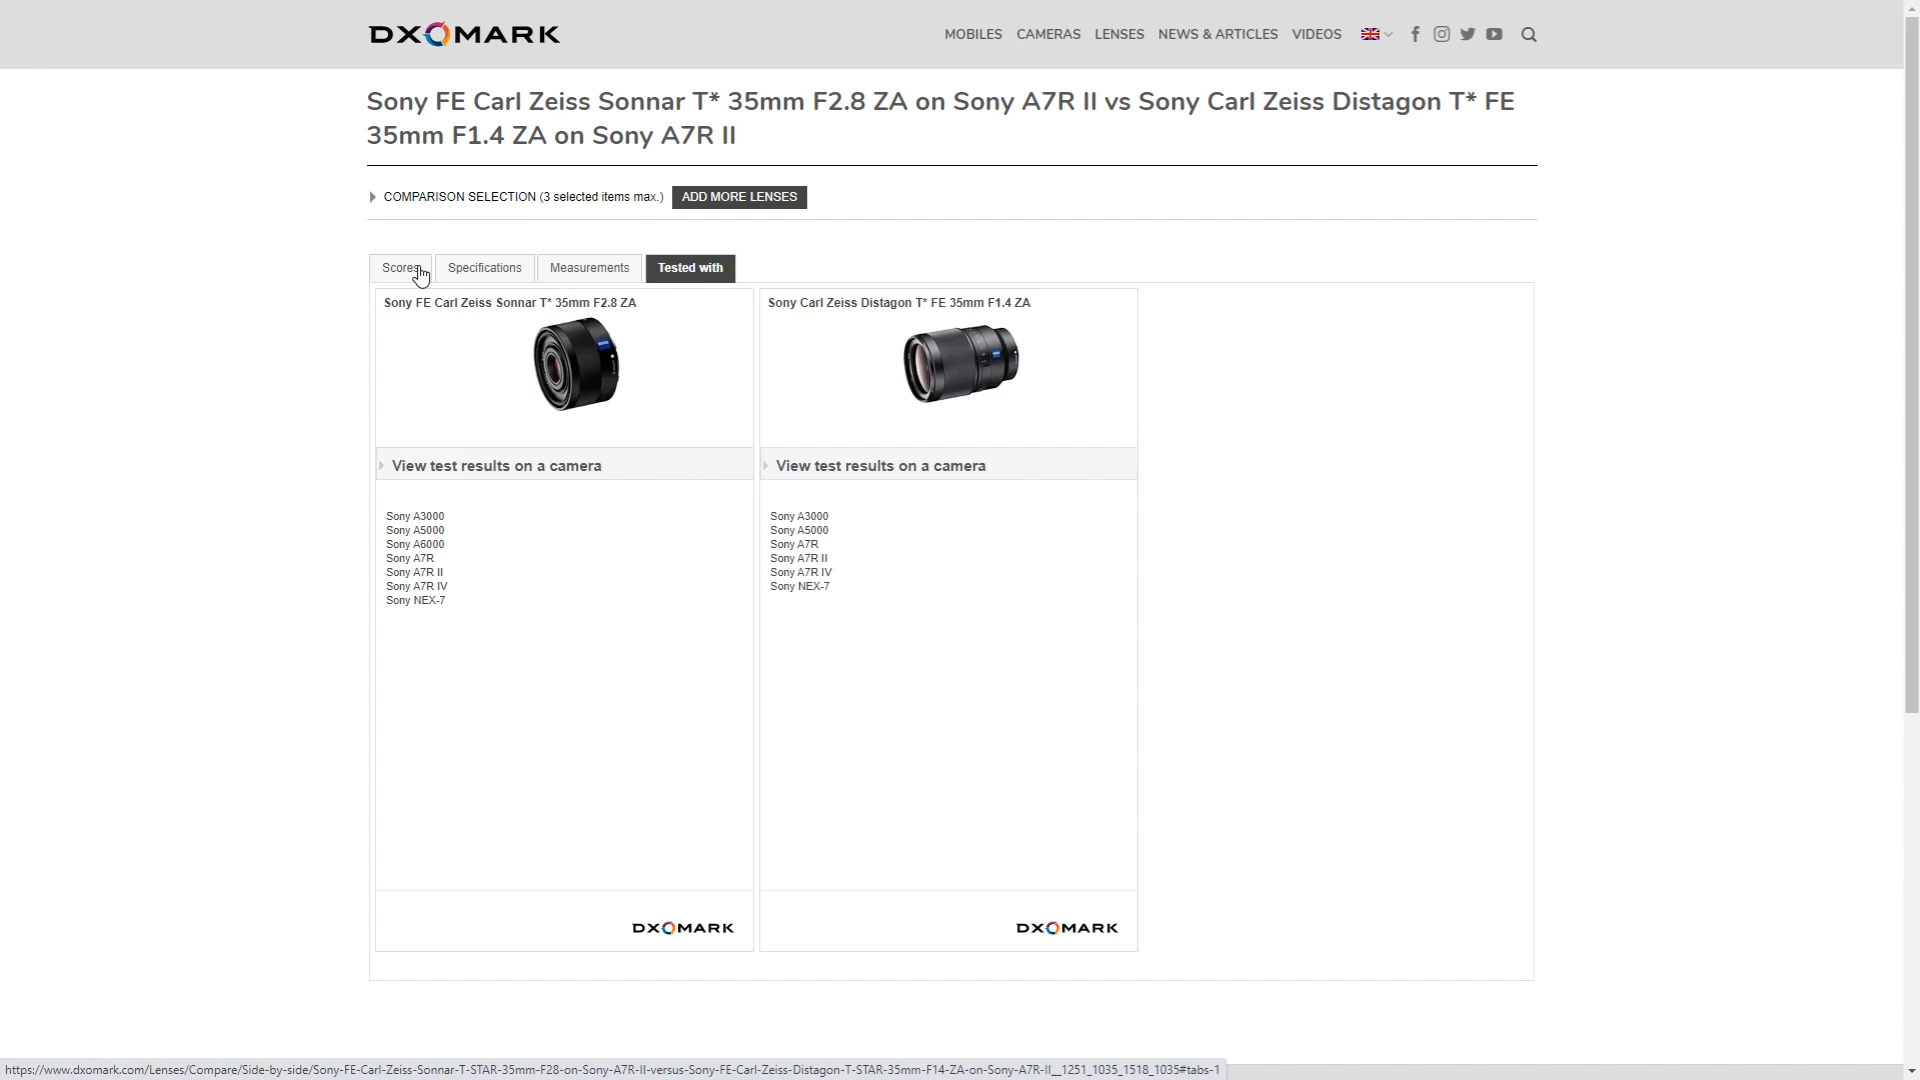 DXOMARK
MOBILES CAMERAS LENSES NEWS & ARTICLES VIDEOS
Sony FE Carl Zeiss Sonnar T* 35mm F2.8 ZA on Sony A7R II vs Sony Carl Zeiss Distagon T* FE
35mm F1.4 ZA on Sony A7R II
COMPARISON SELECTION (3 selected items max.) ADD MORE LENSES
Scores Specifications Measurements Tested with
Sony FE Carl Zeiss Sonnar T* 35mm F2.8 ZA
View test results on a camera
Sony A3000
Sony A5000
Sony A6000
Sony A7R
Sony A7R II
Sony A7R IV
Sony NEX-7
DXOMARK
Sony Carl Zeiss Distagon T* FE 35mm F1.4 ZA
View test results on a camera
Sony A3000
Sony A5000
Sony A7R
Sony A7R II
Sony A7R IV
Sony NEX-7
DXOMARK
https://www.dxomark.com/Lenses/Compare/Side-by-side/Sony-FE-Carl-Zeiss-Sonnar-T-STAR-35mm-F28-on-Sony-A7R-II-versus-Sony-FE-Carl-Zeiss-Distagon-T-STAR-35mm-F14-ZA-on-Sony-A7R-II__1251_1035_1518_1035#tabs-1